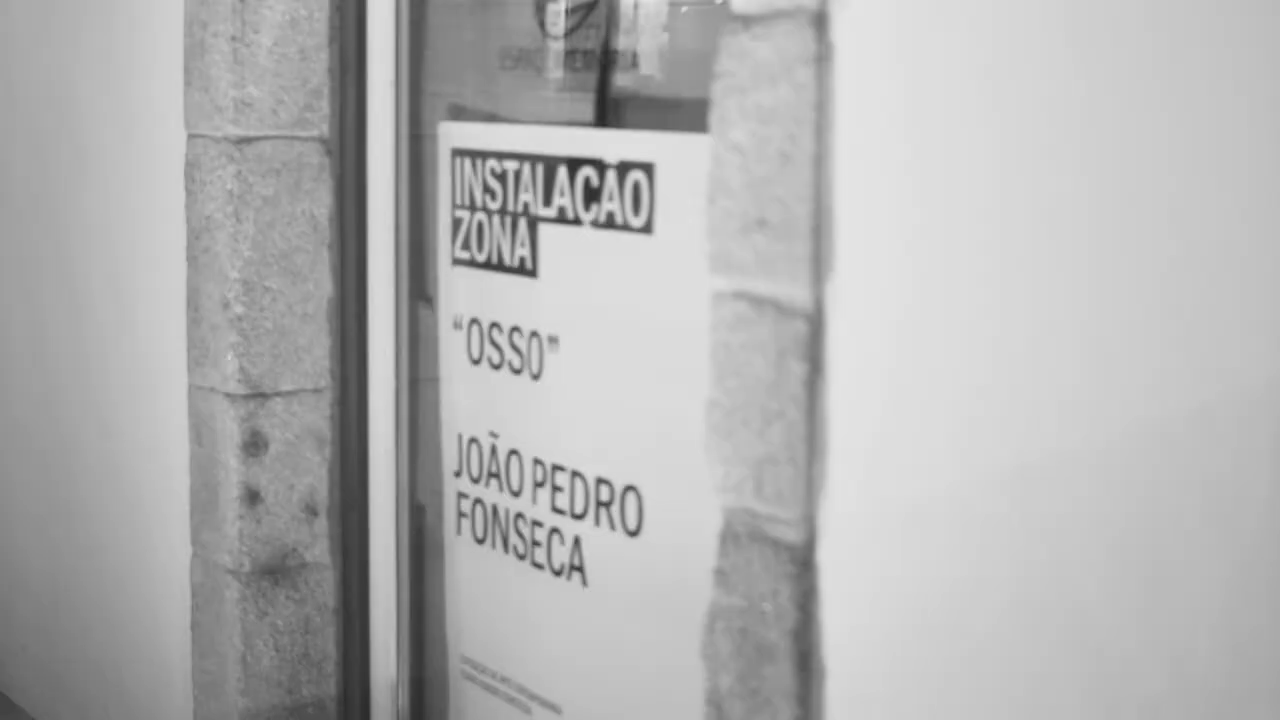 INSTALAÇÃO
ZONA
“OSSO”
JOÃO PEDRO
FONSECA